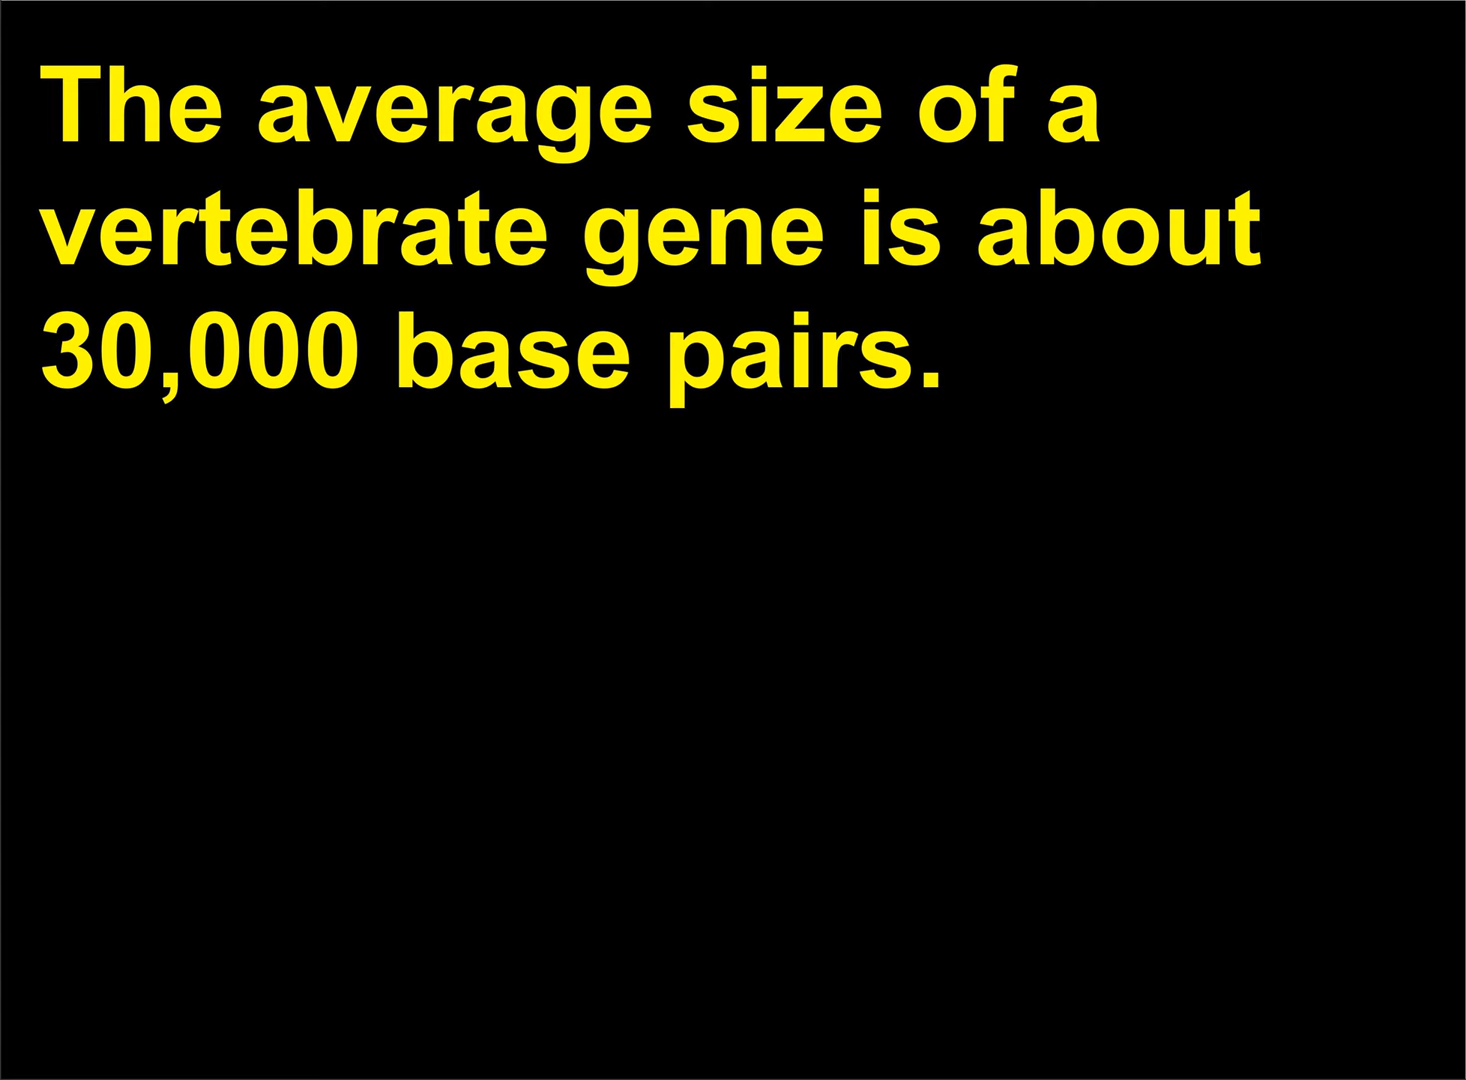 The average size of a
vertebrate gene is about
30,000 base pairs.